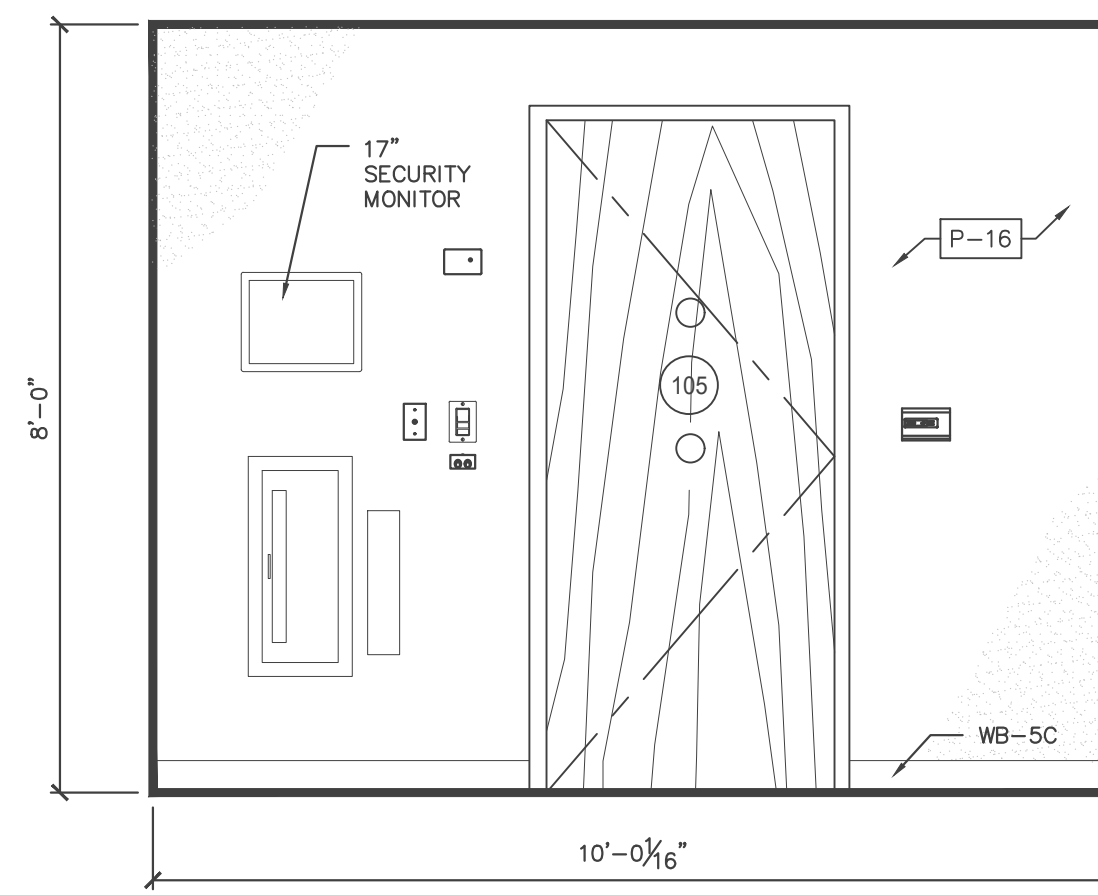 17”
SECURITY
MONITOR
P-16
8’-0”
105
WB-5C
10’-0 1/16”